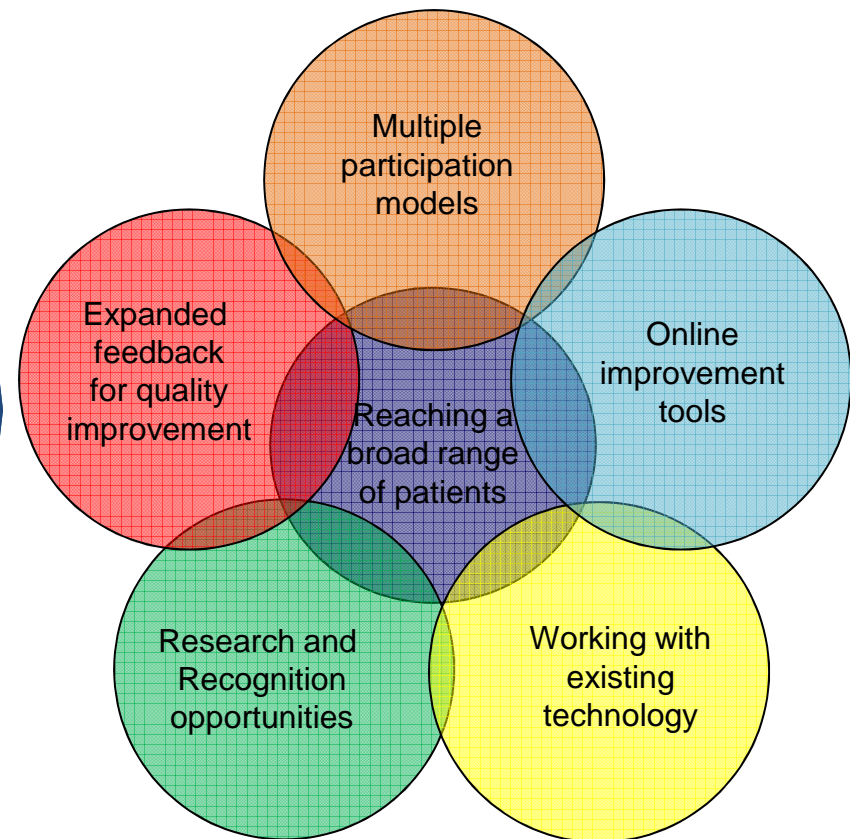 Multiple
participation
models
Expanded
feedback
for quality
improvement
Online
improvement
tools
Reaching a
broad range
of patients
Research and
Recognition
opportunities
Working with
existing
technology